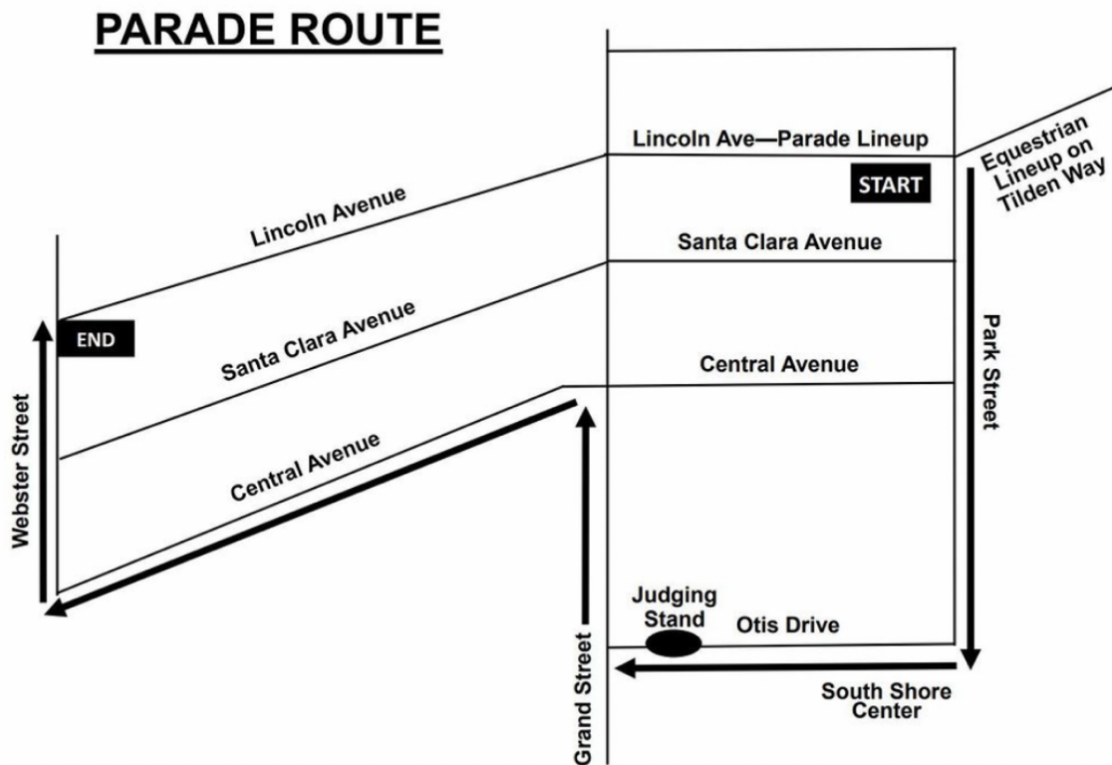 PARADE ROUTE
Lincoln Ave—Parade Lineup
START
Equestrian
Lineup on
Tilden Way
Lincoln Avenue
Santa Clara Avenue
END
Santa Clara Avenue
Park Street
Central Avenue
Webster Street
Central Avenue
Judging
Stand
Otis Drive
Grand Street
South Shore
Center